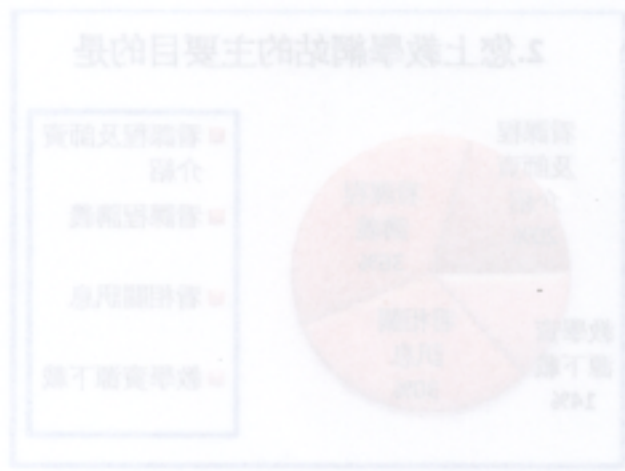 2.您上教學網站的主要目的是
看課程
及師資
介紹
看課程
講義
看相關
訊息
教學資
源下載
14%
看課程及師資
介紹
看課程講義
看相關訊息
教學資源下載